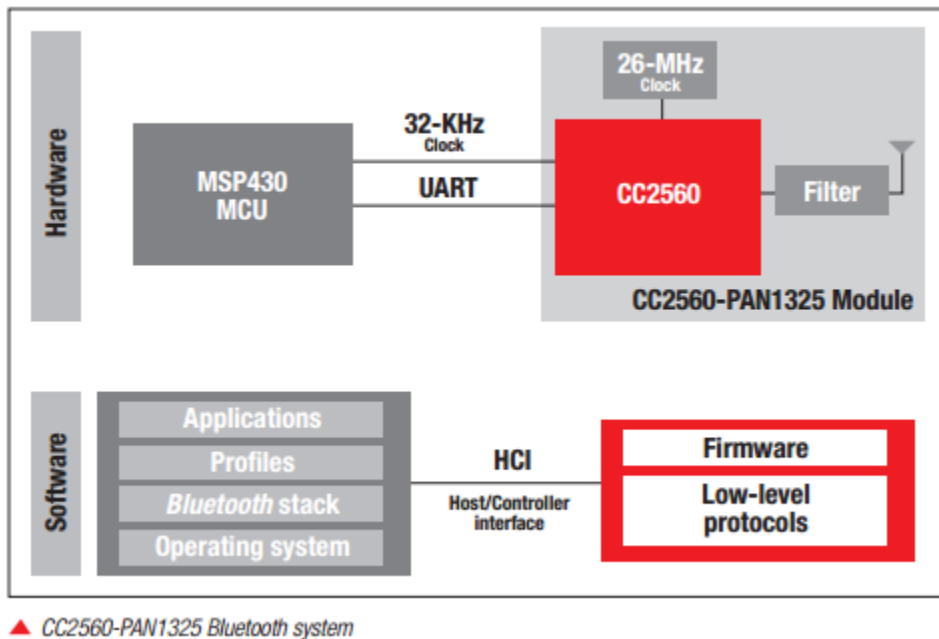 Hardware
26-MHz
Clock
32-KHz
Clock
MSP430
MCU
UART
CC2560
Filter
CC2560-PAN1325 Module
Software
Applications
Profiles
Bluetooth stack
Operating system
HCI
Host/Controller
interface
Firmware
Low-level
protocols
CC2560-PAN1325 Bluetooth system